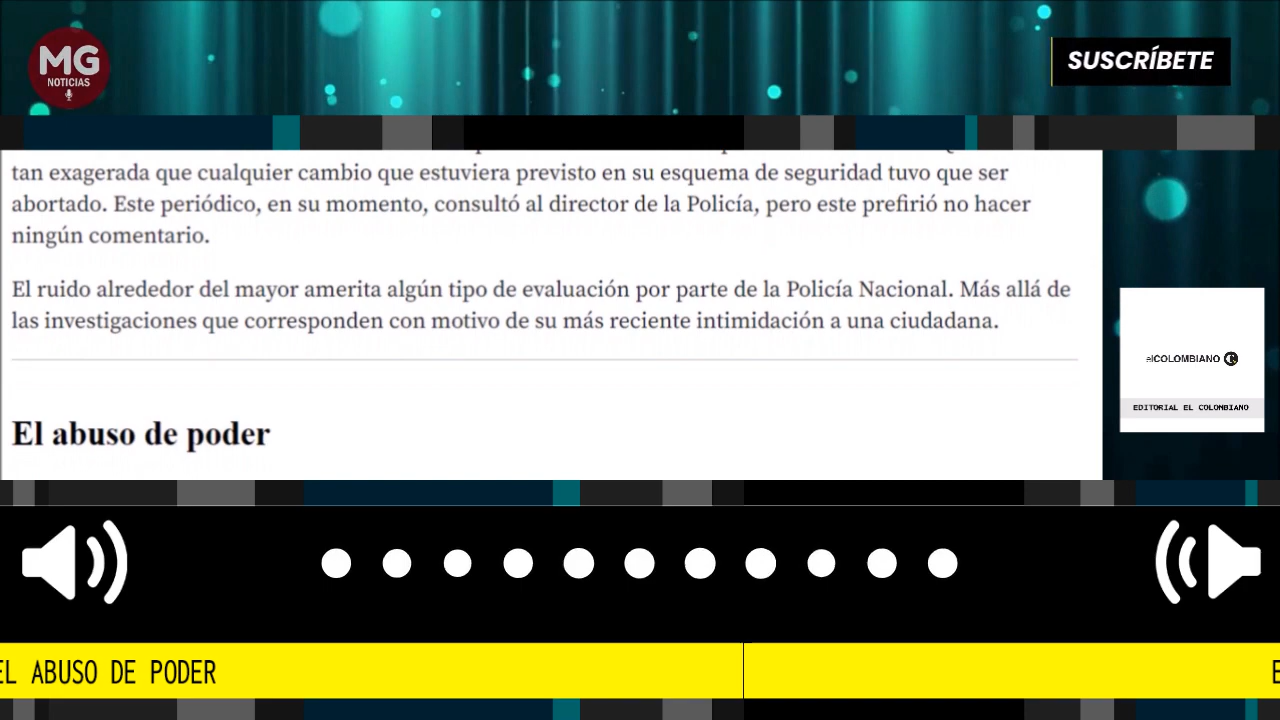 MG
NOTICIAS
SUSCRÍBETE
tan exagerada que cualquier cambio que estuviera previsto en su esquema de seguridad tuvo que ser
abortado. Este periódico, en su momento, consultó al director de la Policía, pero este prefirió no hacer
ningún comentario.
El ruido alrededor del mayor amerita algún tipo de evaluación por parte de la Policía Nacional. Más allá de
las investigaciones que corresponden con motivo de su más reciente intimidación a una ciudadana.
El abuso de poder
elCOLOMBIANO
EDITORIAL EL COLOMBIANO
EL ABUSO DE PODER